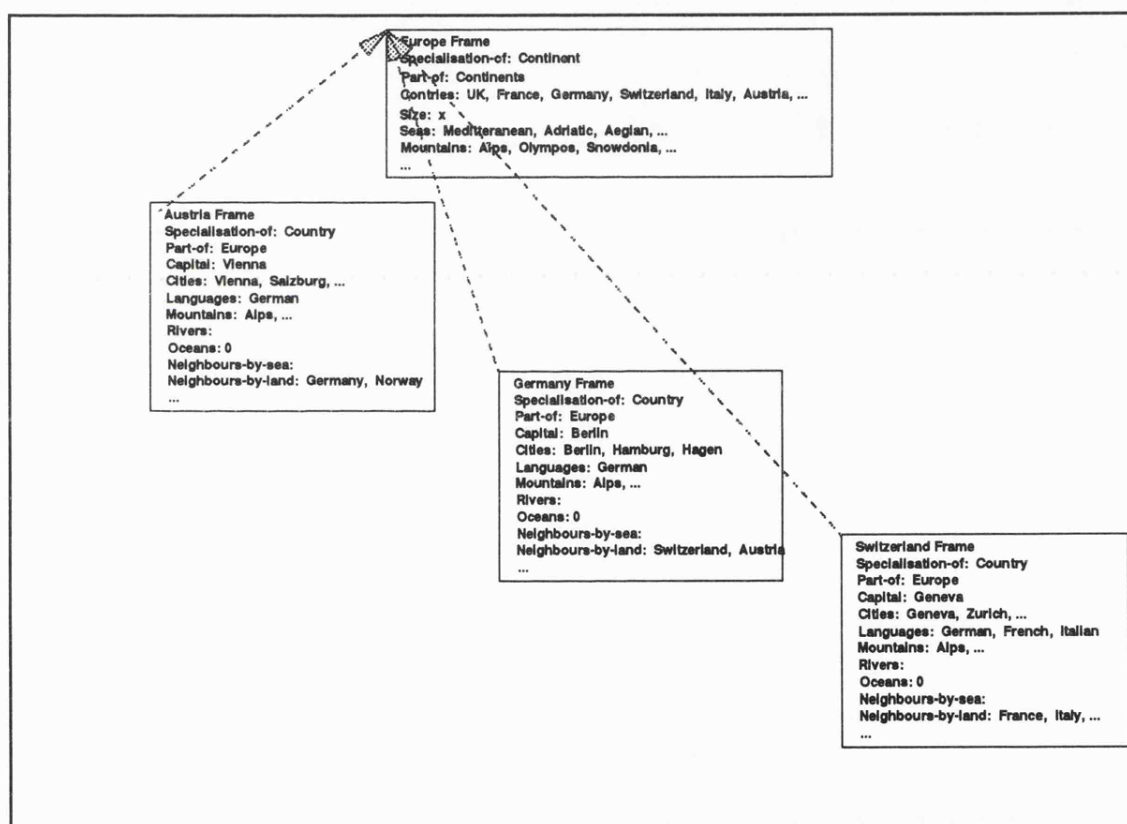 Europe Frame
Specialisation-of: Continent
Part-of: Continents
Contries: UK, France, Germany, Switzerland, Italy, Austria, ...
Size: x
Seas: Mediterranean, Adriatic, Aegian, ...
Mountains: Alps, Olympos, Snowdonia, ...
...
Austria Frame
Specialisation-of: Country
Part-of: Europe
Capital: Vienna
Cities: Vienna, Salzburg, ...
Languages: German
Mountains: Alps, ...
Rivers:
Oceans: 0
Neighbours-by-sea:
Neighbours-by-land: Germany, Norway
...
Germany Frame
Specialisation-of: Country
Part-of: Europe
Capital: Berlin
Cities: Berlin, Hamburg, Hagen
Languages: German
Mountains: Alps, ...
Rivers:
Oceans: 0
Neighbours-by-sea:
Neighbours-by-land: Switzerland, Austria
...
Switzerland Frame
Specialisation-of: Country
Part-of: Europe
Capital: Geneva
Cities: Geneva, Zurich, ...
Languages: German, French, Italian
Mountains: Alps, ...
Rivers:
Oceans: 0
Neighbours-by-sea:
Neighbours-by-land: France, Italy, ...
...